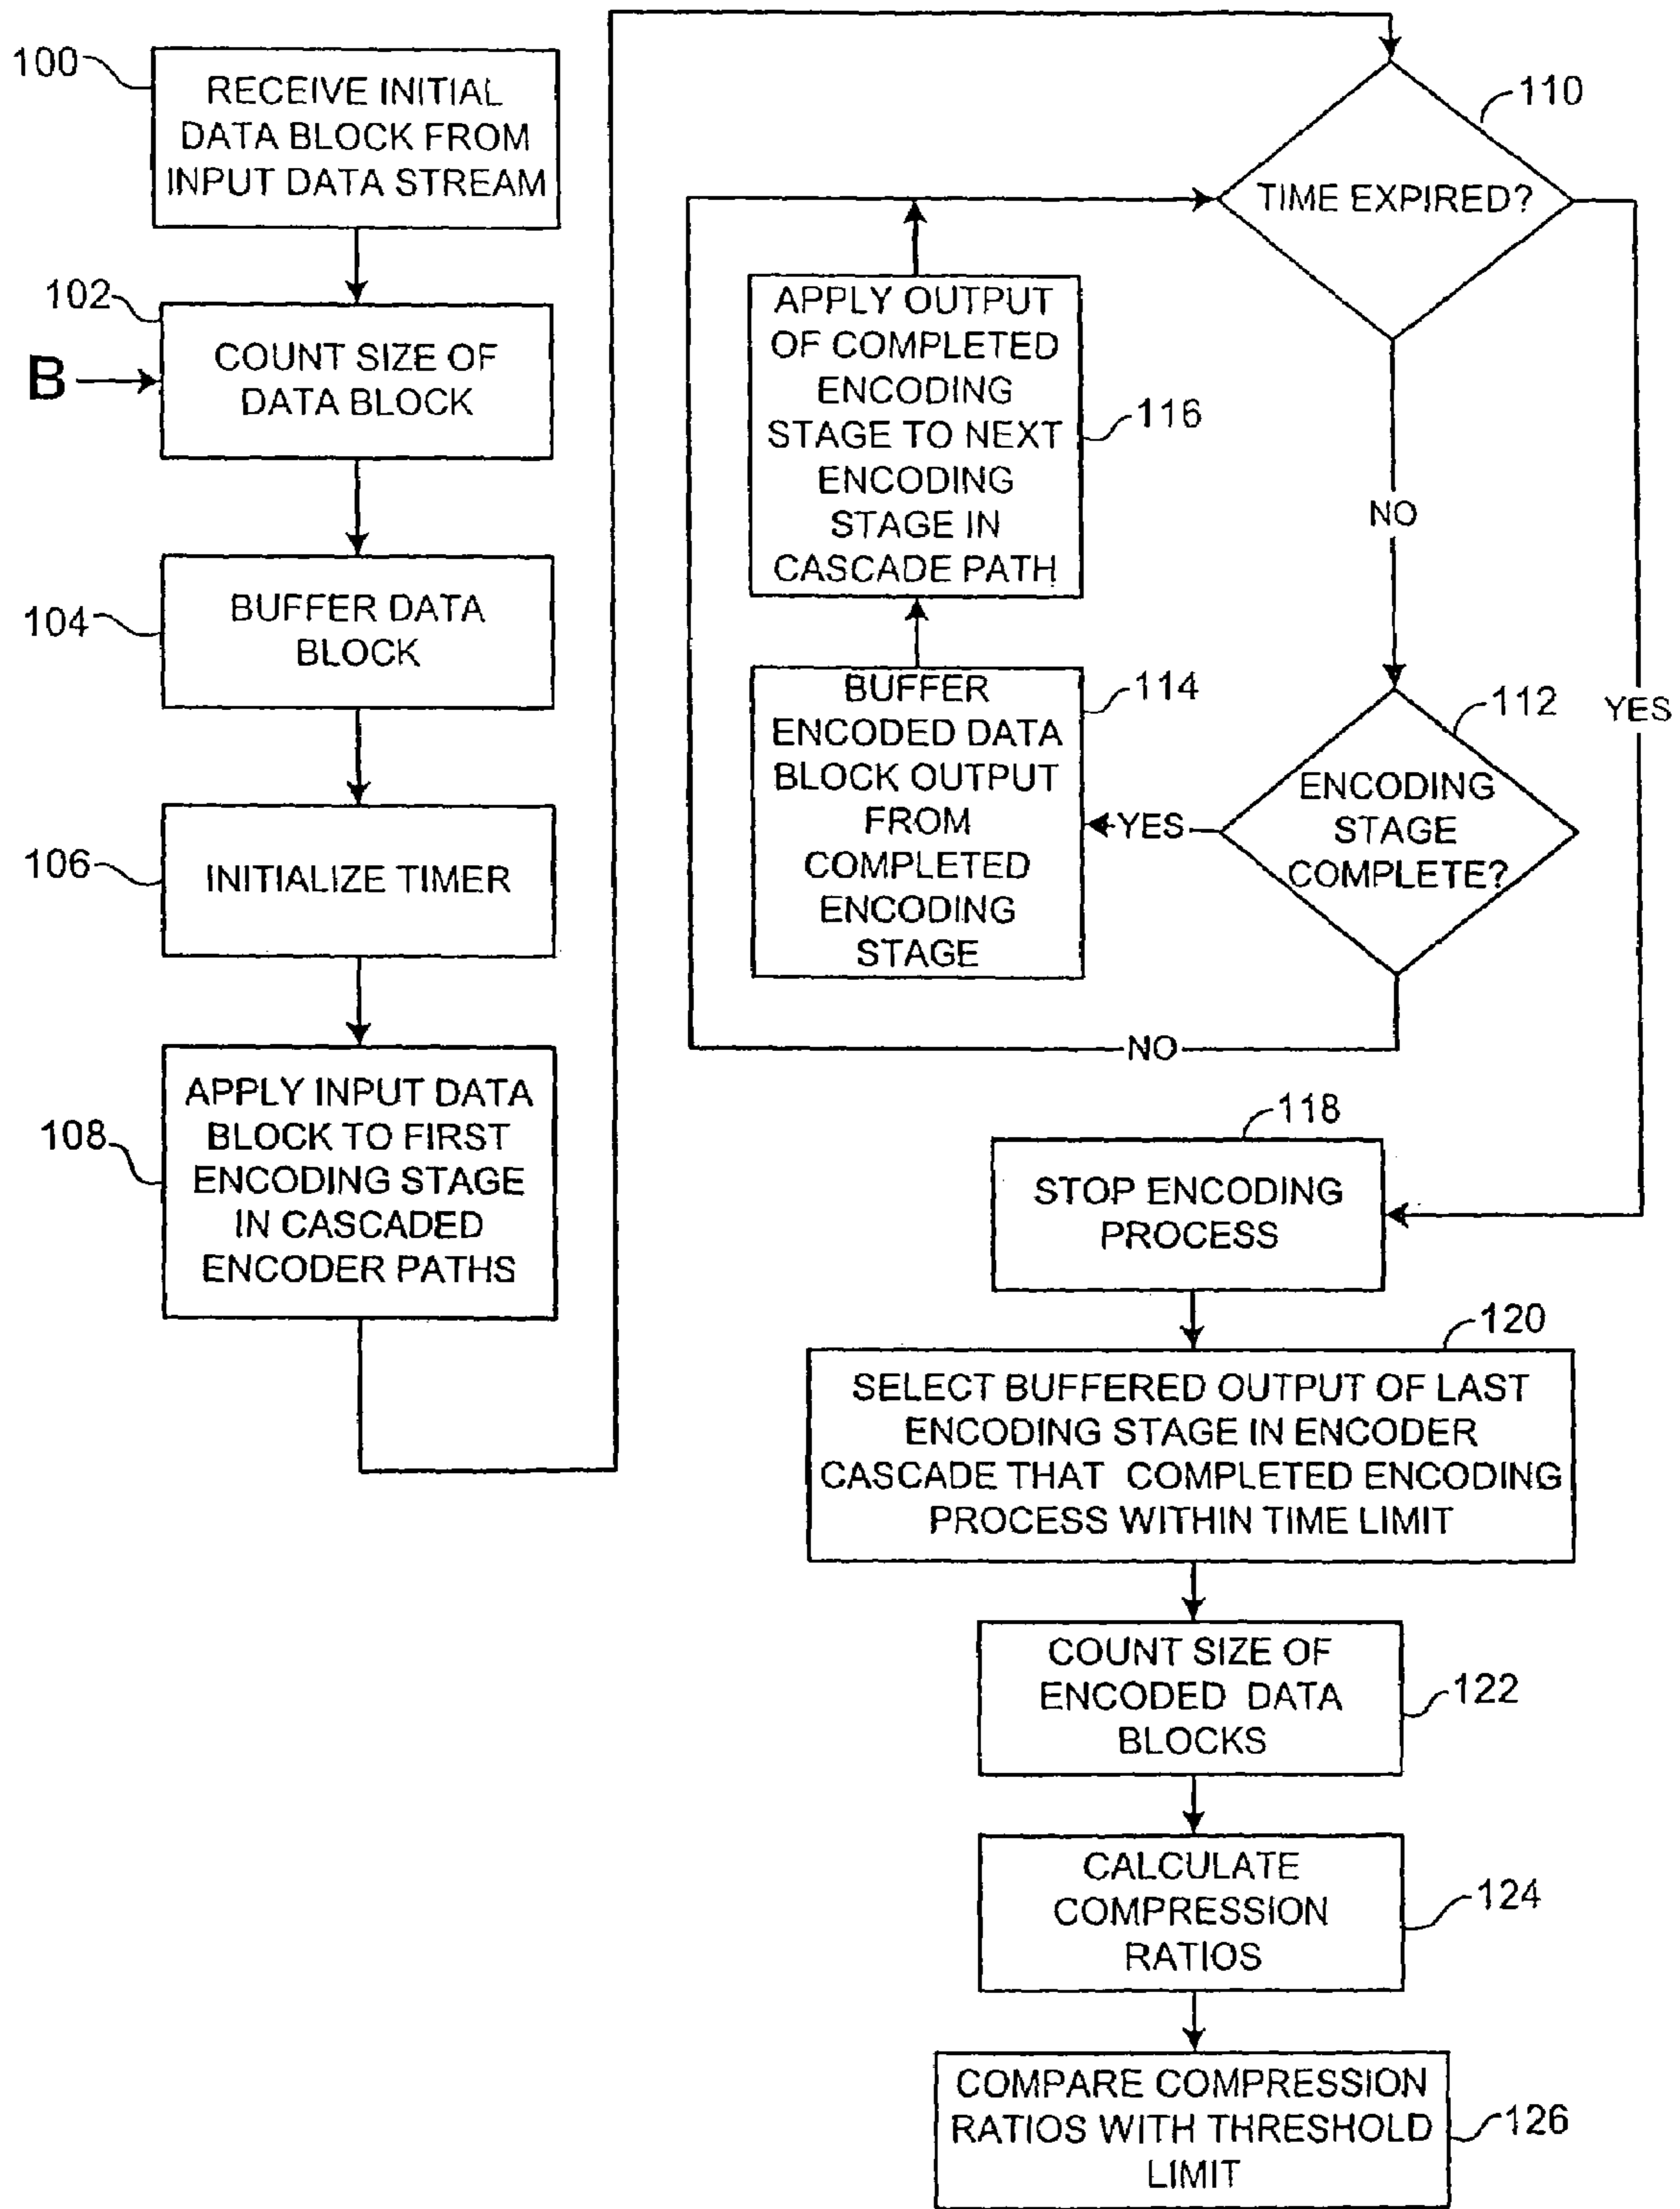 100
RECEIVE INITIAL
DATA BLOCK FROM
INPUT DATA STREAM
102
B
COUNT SIZE OF
DATA BLOCK
104
BUFFER DATA
BLOCK
106
INITIALIZE TIMER
108
APPLY INPUT DATA
BLOCK TO FIRST
ENCODING STAGE
IN CASCADED
ENCODER PATHS
110
TIME EXPIRED?
NO
YES
112
ENCODING
STAGE
COMPLETE?
YES
NO
114
BUFFER
ENCODED DATA
BLOCK OUTPUT
FROM
COMPLETED
ENCODING
STAGE
116
APPLY OUTPUT
OF COMPLETED
ENCODING
STAGE TO NEXT
ENCODING
STAGE IN
CASCADE PATH
118
STOP ENCODING
PROCESS
120
SELECT BUFFERED OUTPUT OF LAST
ENCODING STAGE IN ENCODER
CASCADE THAT COMPLETED ENCODING
PROCESS WITHIN TIME LIMIT
122
COUNT SIZE OF
ENCODED DATA
BLOCKS
124
CALCULATE
COMPRESSION
RATIOS
126
COMPARE COMPRESSION
RATIOS WITH THRESHOLD
LIMIT